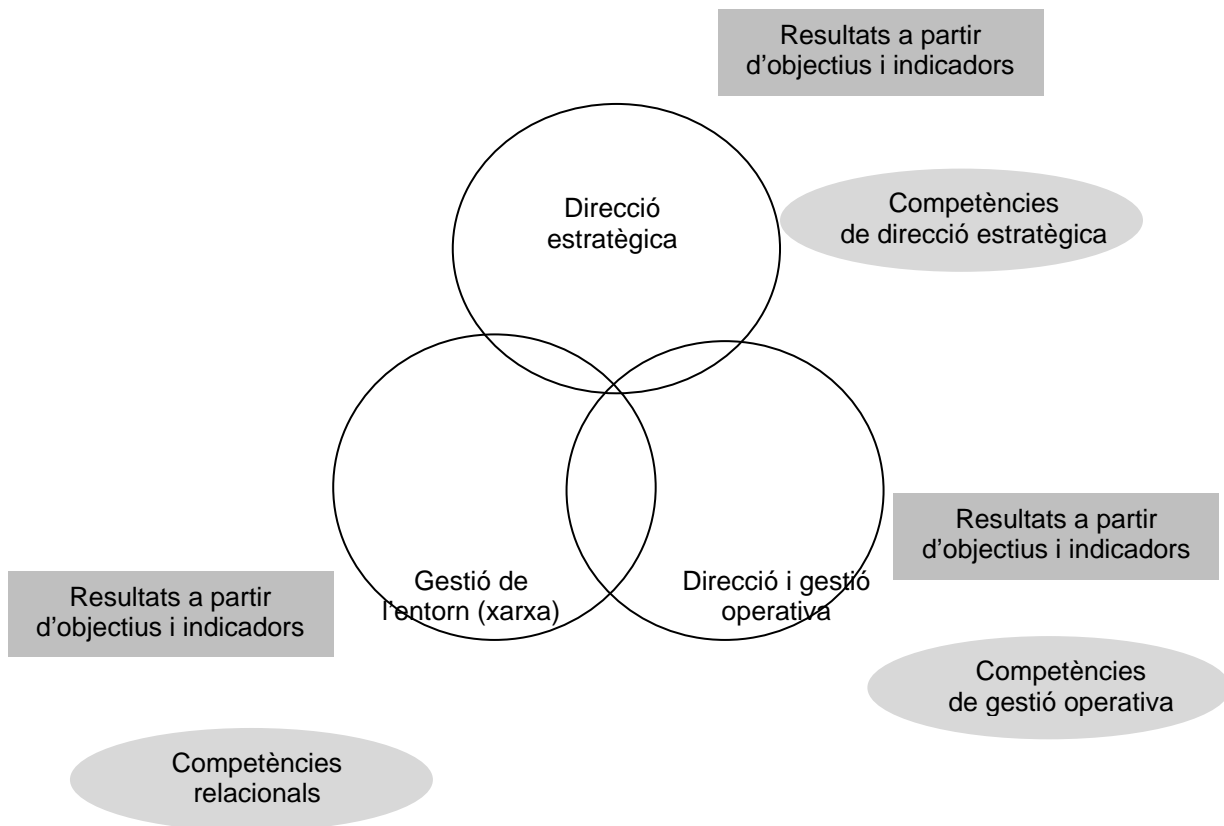 Resultats a partir
d'objectius i indicadors
Direcció
estratègica
Competències
de direcció estratègica
Resultats a partir
d'objectius i indicadors
Gestió de
l'entorn (xarxa)
Direcció i gestió
operativa
Resultats a partir
d'objectius i indicadors
Competències
de gestió operativa
Competències
relacionals